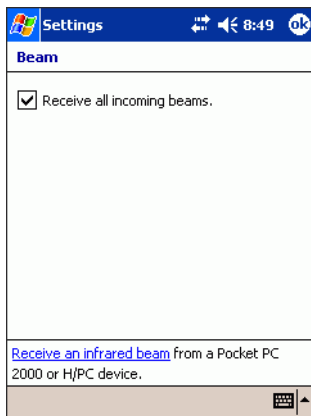 Settings 8:49 ok
Beam
Receive all incoming beams.
Receive an infrared beam from a Pocket PC
2000 or H/PC device.